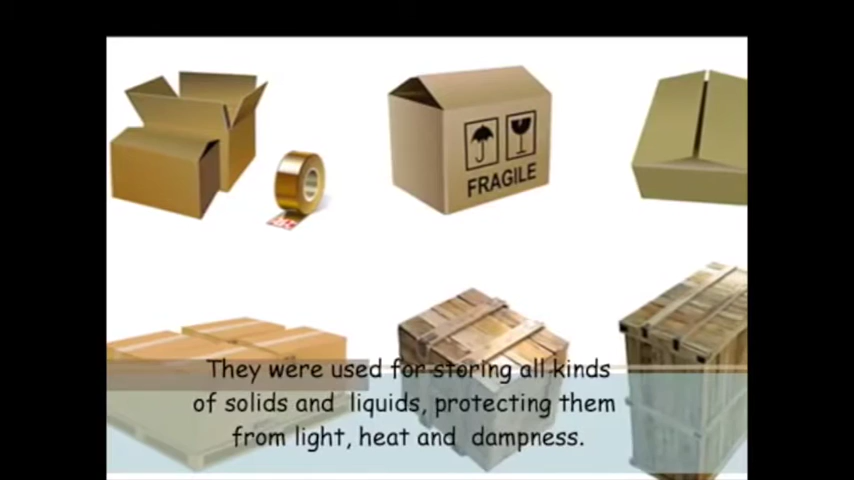 FRAGILE
They were used for storing all kinds
of solids and liquids, protecting them
from light, heat and dampness.